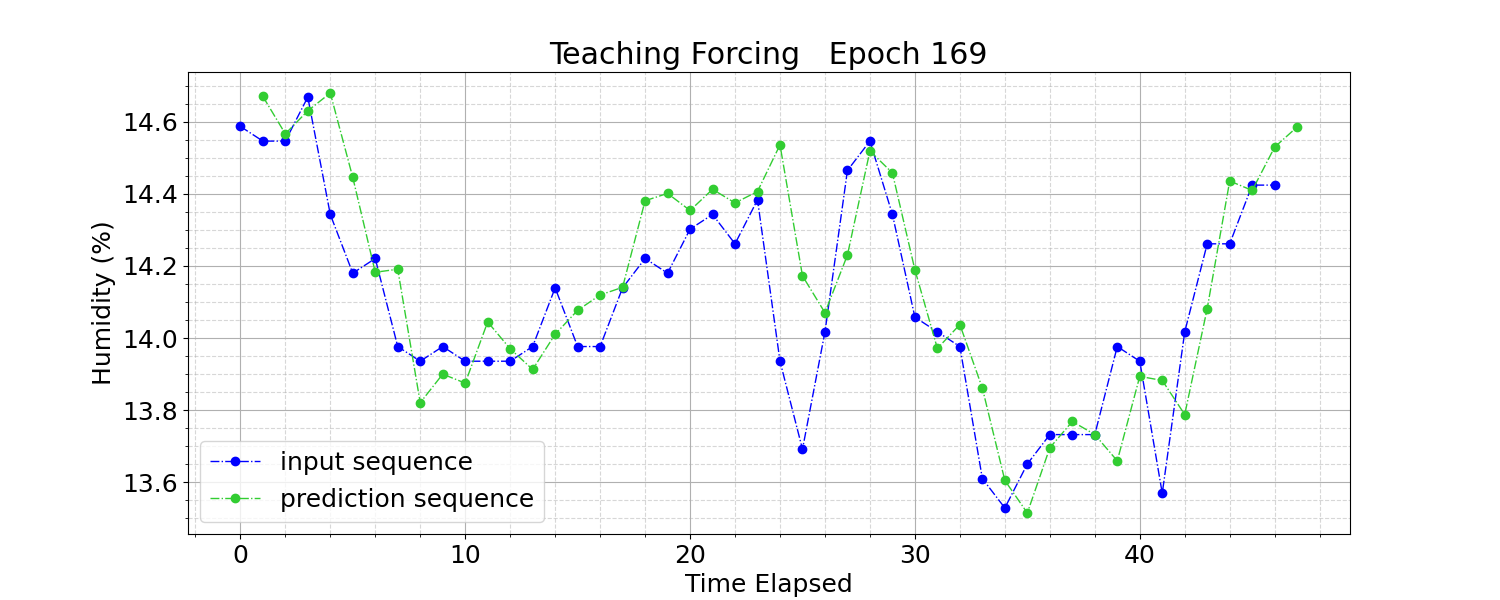 Teaching Forcing   Epoch 169
14.6
14.4
14.2
14.0
13.8
13.6
Humidity (%)
input sequence
prediction sequence
0 10 20 30 40
Time Elapsed